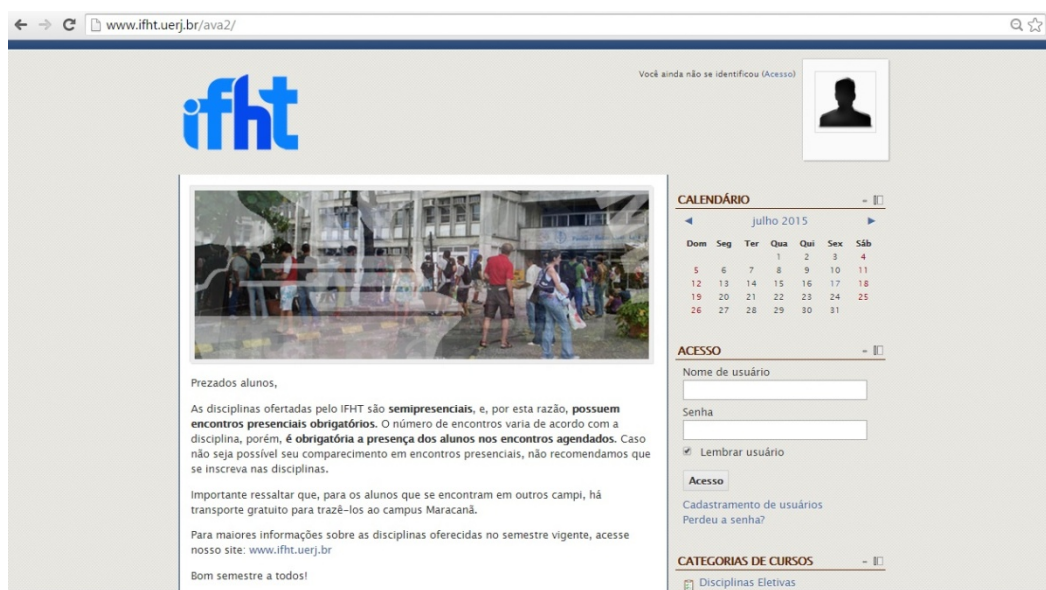 www.ifht.uerj.br/ava2/
Você ainda não se identificou (Acesso)
ifht
Prezados alunos,
As disciplinas ofertadas pelo IFHT são semipresenciais, e, por esta razão, possuem
encontros presenciais obrigatórios. O número de encontros varia de acordo com a
disciplina, porém, é obrigatória a presença dos alunos nos encontros agendados. Caso
não seja possível seu comparecimento em encontros presenciais, não recomendamos que
se inscreva nas disciplinas.
Importante ressaltar que, para os alunos que se encontram em outros campi, há
transporte gratuito para trazê-los ao campus Maracanã.
Para maiores informações sobre as disciplinas oferecidas no semestre vigente, acesse
nosso site: www.ifht.uerj.br
Bom semestre a todos!
CALENDÁRIO
julho 2015
Dom Seg Ter Qua Qui Sex Sáb
1 2 3 4
5 6 7 8 9 10 11
12 13 14 15 16 17 18
19 20 21 22 23 24 25
26 27 28 29 30 31
ACESSO
Nome de usuário
Senha
Lembrar usuário
Acesso
Cadastramento de usuários
Perdeu a senha?
CATEGORIAS DE CURSOS
Disciplinas Eletivas